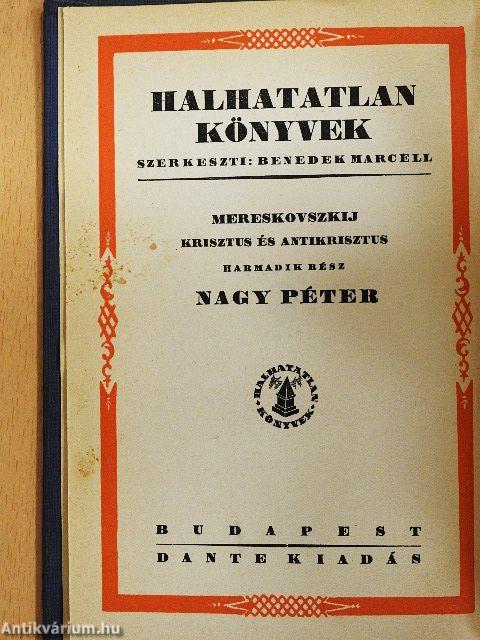 HALHATATLAN
KÖNYVEK
SZERKESZTI: BENEDEK MARCELL
MERESKOVSZKIJ
KRISZTUS ÉS ANTIKRISZTUS
HARMADIK RÉSZ
NAGY PÉTER
HALHATATLAN
KÖNYVEK
BUDAPEST
DANTE KIADÁS
Antikvárium.hu